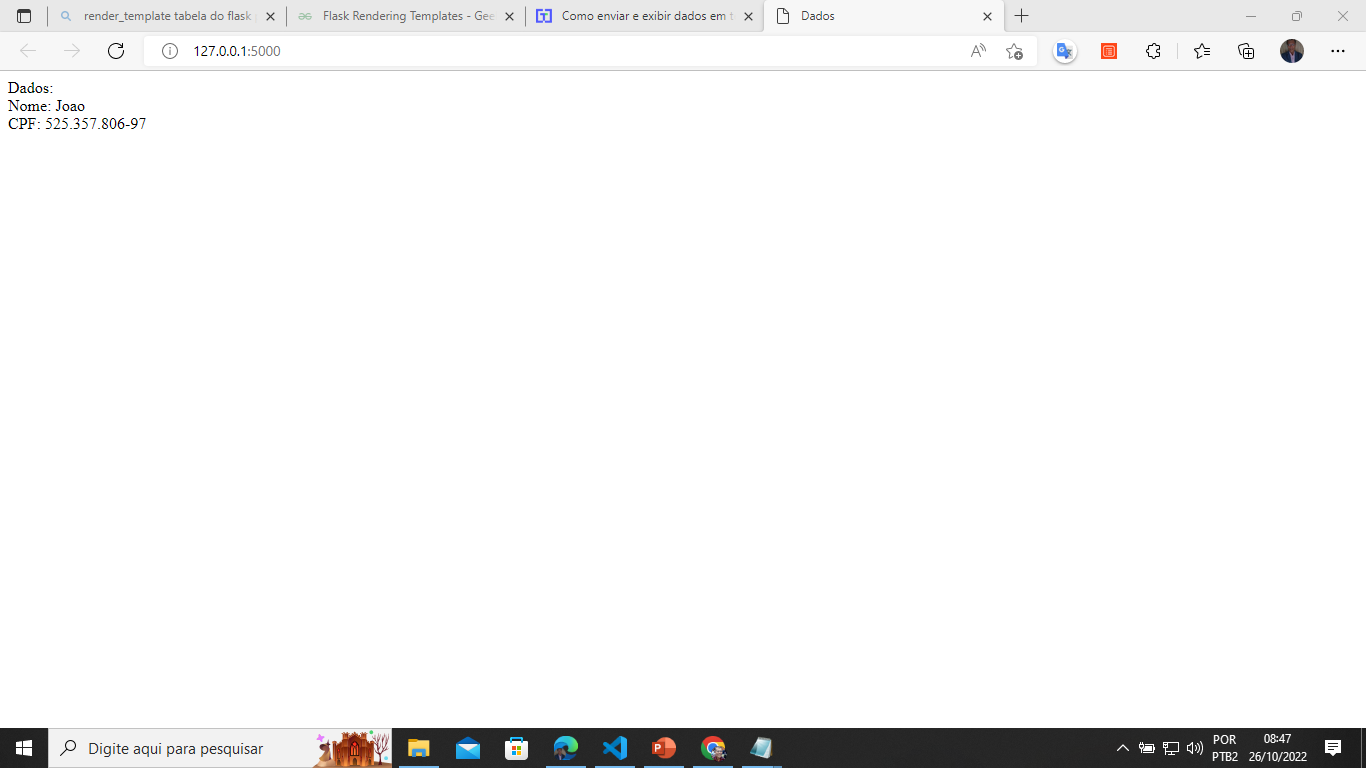 render_template tabela do flask
Flask Rendering Templates - Gee
Como enviar e exibir dados em t
Dados
127.0.0.1:5000
Dados:
Nome: Joao
CPF: 525.357.806-97
Digite aqui para pesquisar
POR
PTB2
08:47
26/10/2022